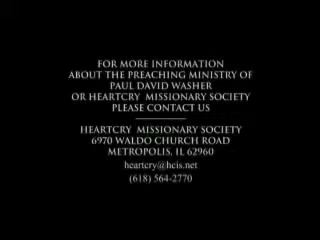 FOR MORE INFORMATION
ABOUT THE PREACHING MINISTRY OF
PAUL DAVID WASHER
OR HEARTCRY MISSIONARY SOCIETY
PLEASE CONTACT US
HEARTCRY MISSIONARY SOCIETY
6970 WALDO CHURCH ROAD
METROPOLIS, IL 62960
heartcry@hcis.net
(618) 564-2770